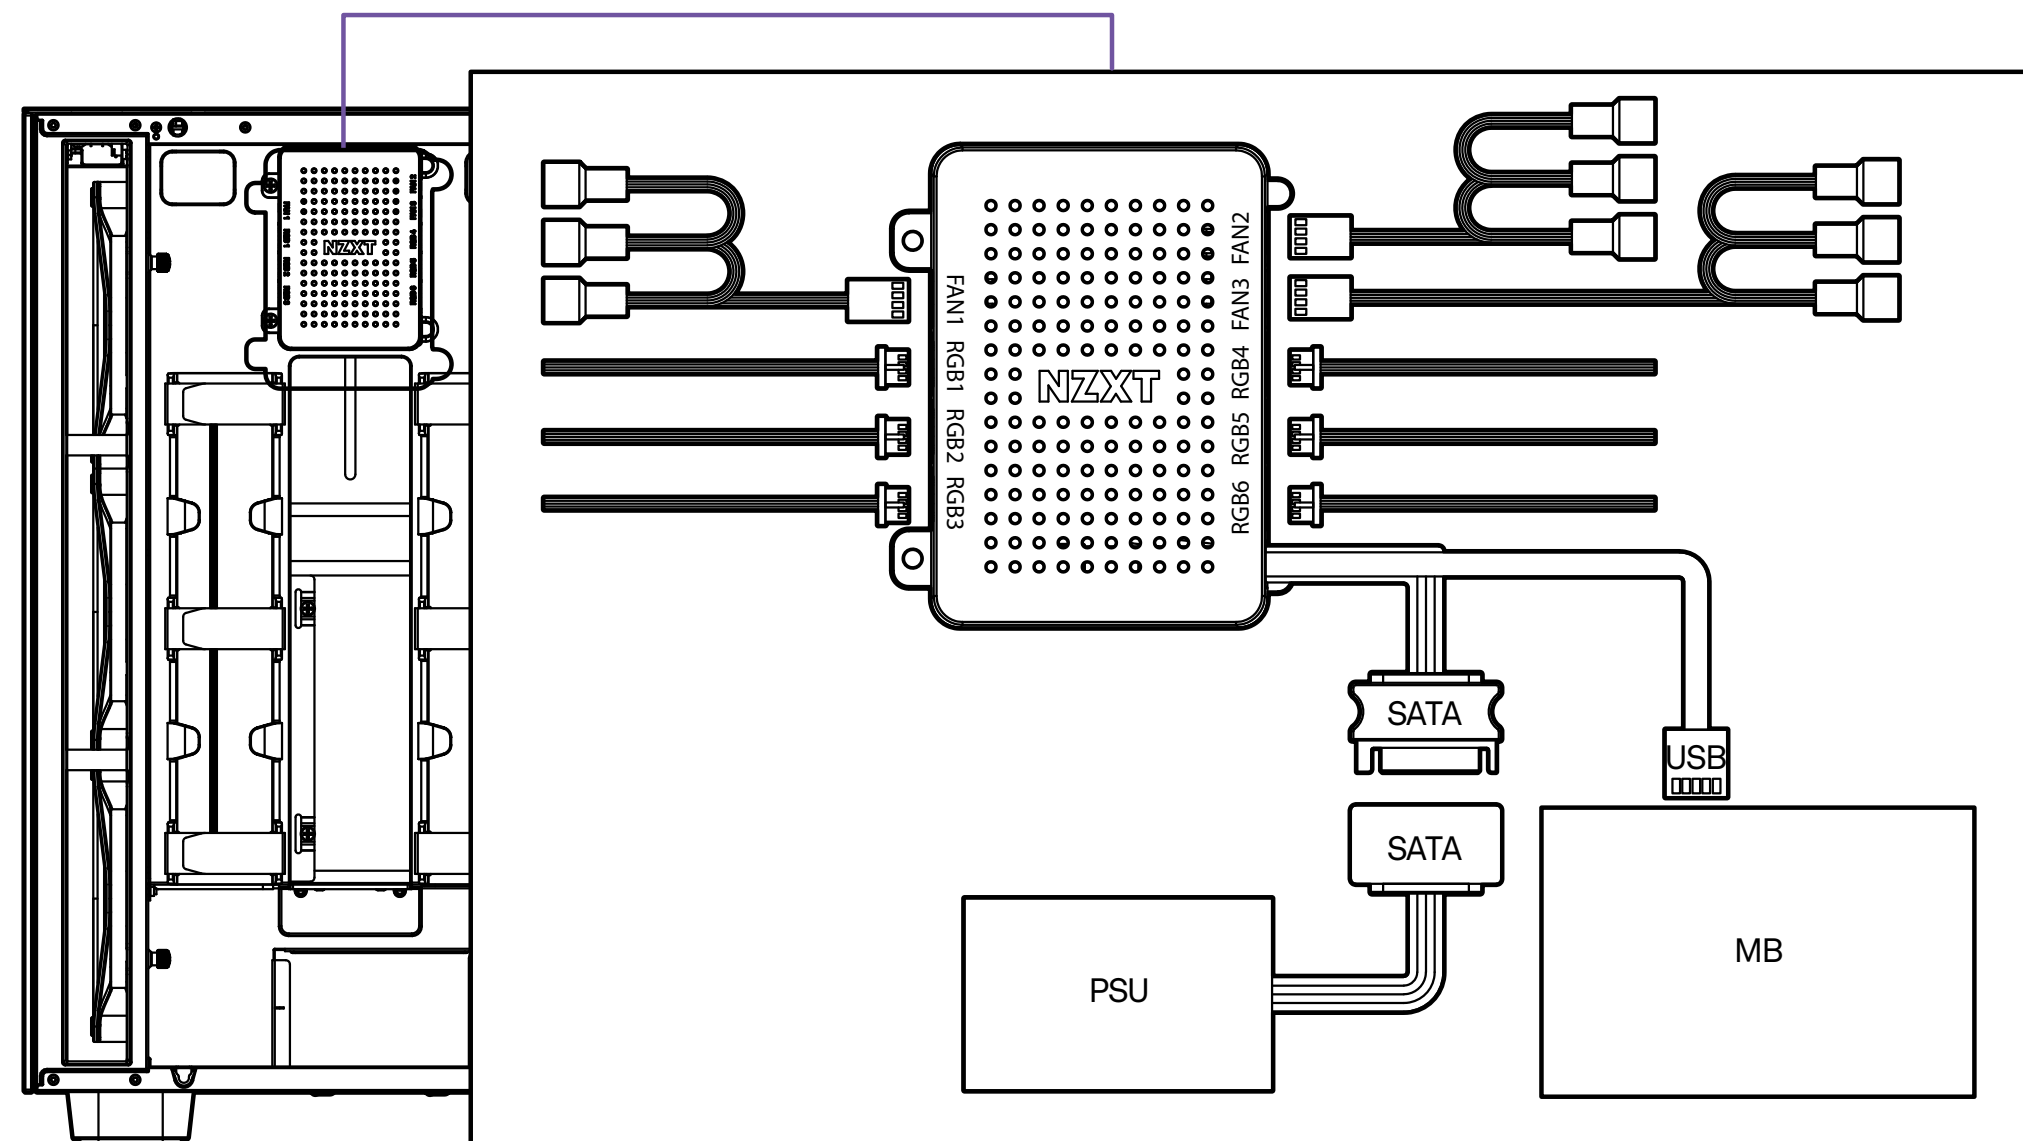 NZXT
FAN1
RGB1
RGB2
RGB3
NZXT
FAN2
FAN3
RGB4
RGB5
RGB6
SATA
USB
SATA
PSU
MB